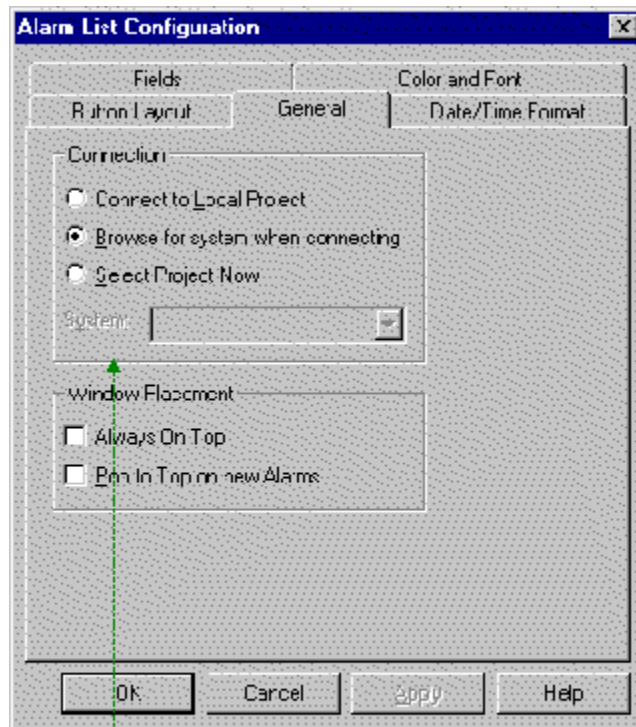 Alarm List Configuration
Fields
Color and Font
Button Layout
General
Date/Time Format
Connection
Connect to Local Project
Browse for system when connecting
Select Project Now
System:
Window Placement
Always On Top
Pop to Top on new Alarms
OK
Cancel
Apply
Help